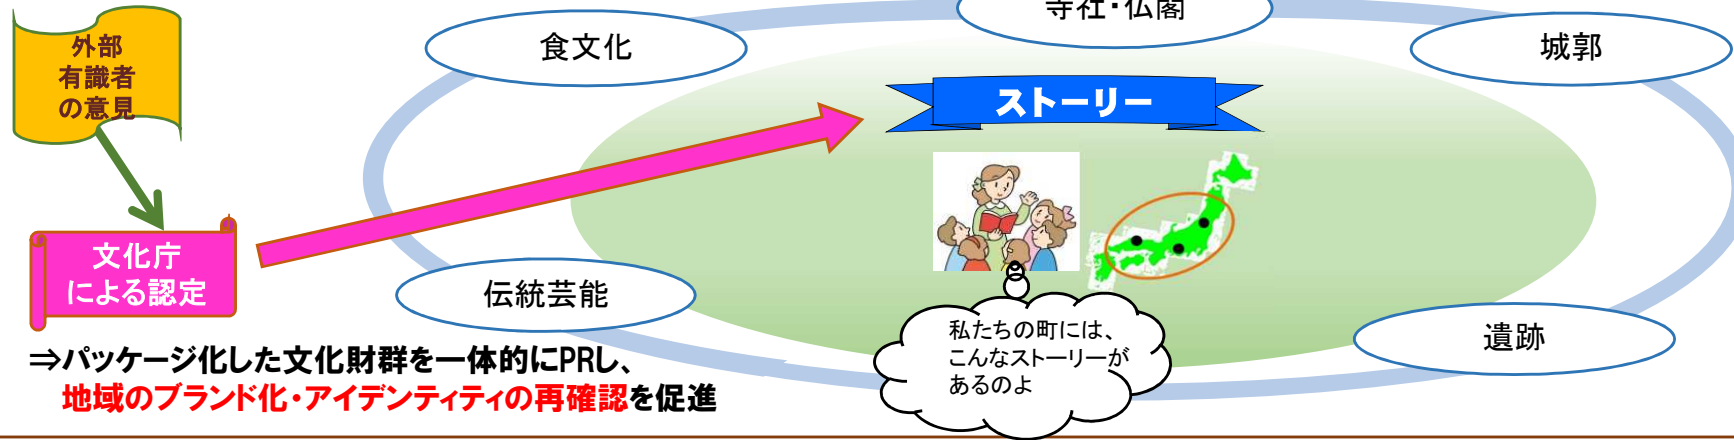 外部
有識者
の意見
文化庁
による認定
食文化
寺社・仏閣
城郭
ストーリー
伝統芸能
遺跡
私たちの町には、
こんなストーリーが
あるのよ
⇒パッケージ化した文化財群を一体的にPRし、
地域のブランド化・アイデンティティの再確認を促進